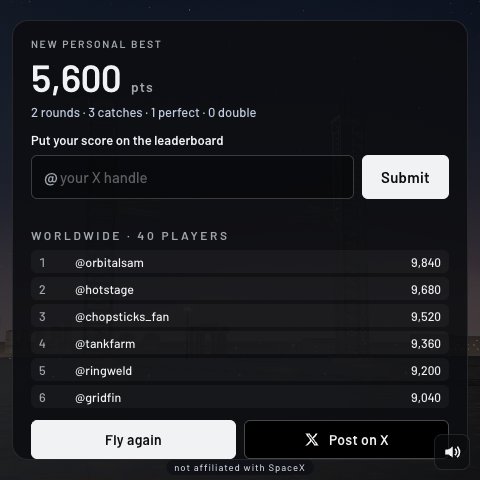 NEW PERSONAL BEST
5,600 pts
2 rounds · 3 catches · 1 perfect · 0 double
Put your score on the leaderboard
@ your X handle
Submit
WORLDWIDE · 40 PLAYERS
1 @orbitalsam 9,840
2 @hotstage 9,680
3 @chopsticks_fan 9,520
4 @tankfarm 9,360
5 @ringweld 9,200
6 @gridfin 9,040
Fly again
Post on X
not affiliated with SpaceX